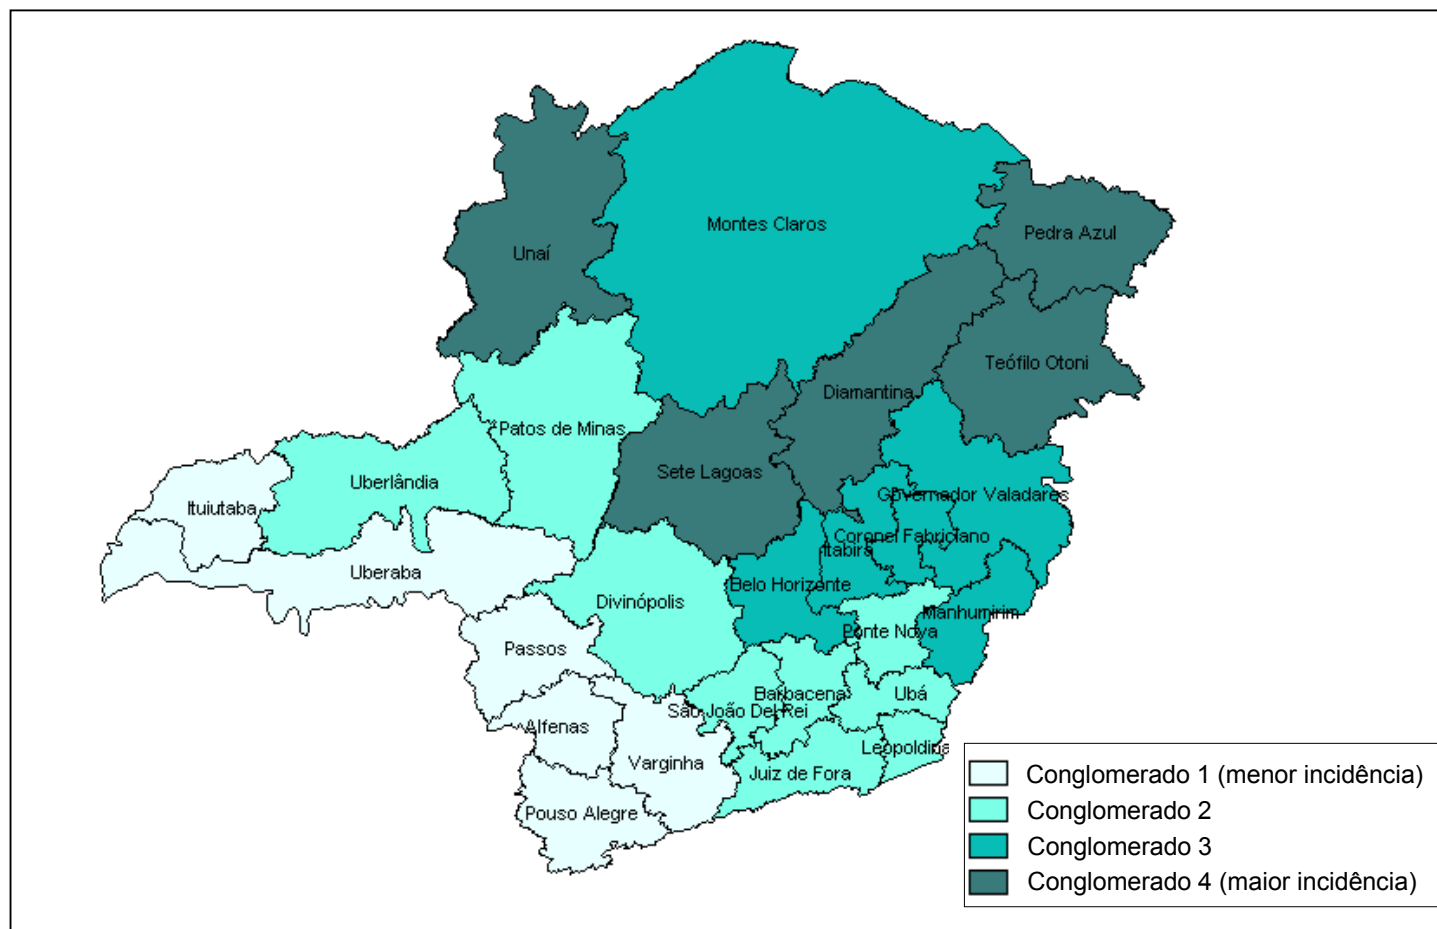 Montes Claros
Pedra Azul
Unaí
Teófilo Otoni
Diamantina
Patos de Minas
Sete Lagoas
Uberlândia
Governador Valadares
Ituiutaba
Coronel Fabriciano
Itabira
Uberaba
Belo Horizonte
Divinópolis
Manhumirim
Ponte Nova
Passos
Barbacena
Ubá
São João Del Rei
Alfenas
Leopoldina
Varginha
Juiz de Fora
Pouso Alegre
Conglomerado 1 (menor incidência)
Conglomerado 2
Conglomerado 3
Conglomerado 4 (maior incidência)